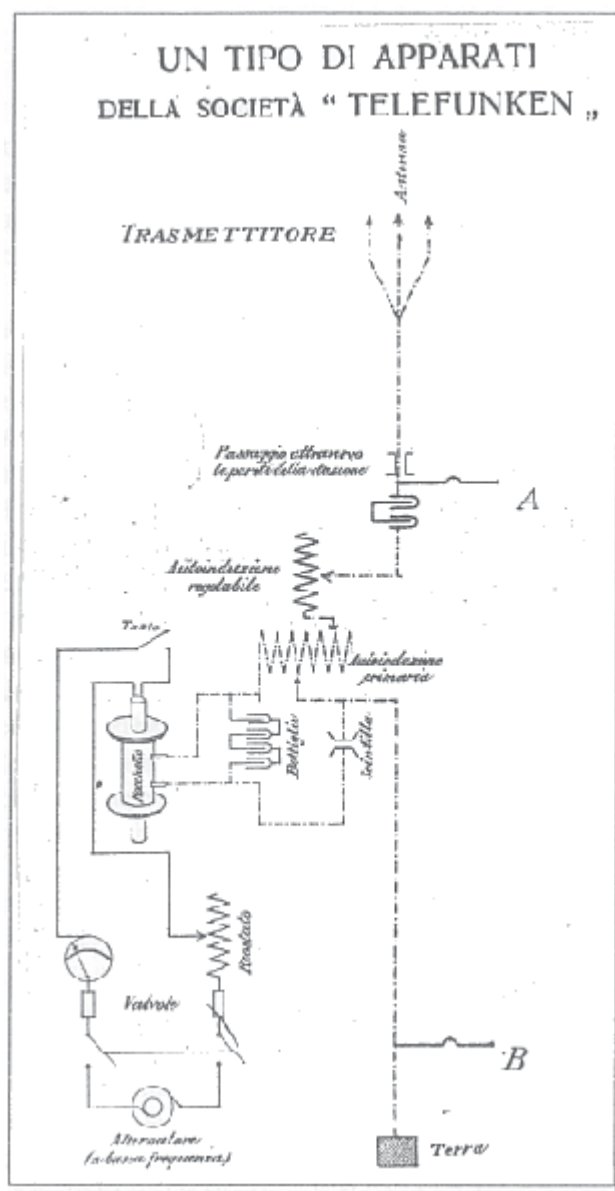 UN TIPO DI APPARATI
DELLA SOCIETÀ “ TELEFUNKEN „
Antenna
TRASMETTITORE
Passaggio attraverso
le pareti della stazione
A
Autoinduzione
regolabile
Tasto
Autoinduzione
primaria
Rocchetto
Bottiglie
Scintilla
Reostato
Valvole
B
Alternatore
(a bassa frequenza)
Terra